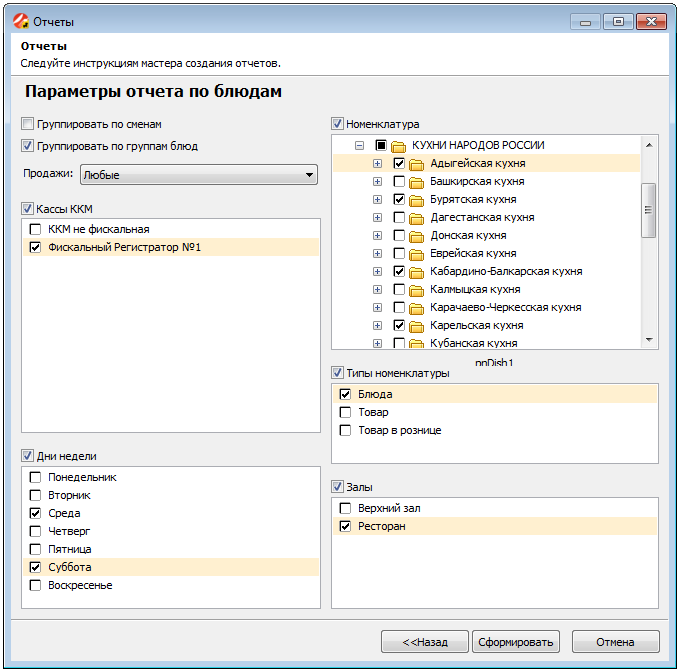 Отчеты
Отчеты
Следуйте инструкциям мастера создания отчетов.
Параметры отчета по блюдам
Группировать по сменам
Группировать по группам блюд
Продажи: Любые
Кассы ККМ
ККМ не фискальная
Фискальный Регистратор №1
Дни недели
Понедельник
Вторник
Среда
Четверг
Пятница
Суббота
Воскресенье
Номенклатура
КУХНИ НАРОДОВ РОССИИ
Адыгейская кухня
Башкирская кухня
Бурятская кухня
Дагестанская кухня
Донская кухня
Еврейская кухня
Кабардино-Балкарская кухня
Калмыцкая кухня
Карачаево-Черкесская кухня
Карельская кухня
Кубанская кухня
Типы номенклатуры
Блюда
Товар
Товар в рознице
Залы
Верхний зал
Ресторан
<<Назад
Сформировать
Отмена